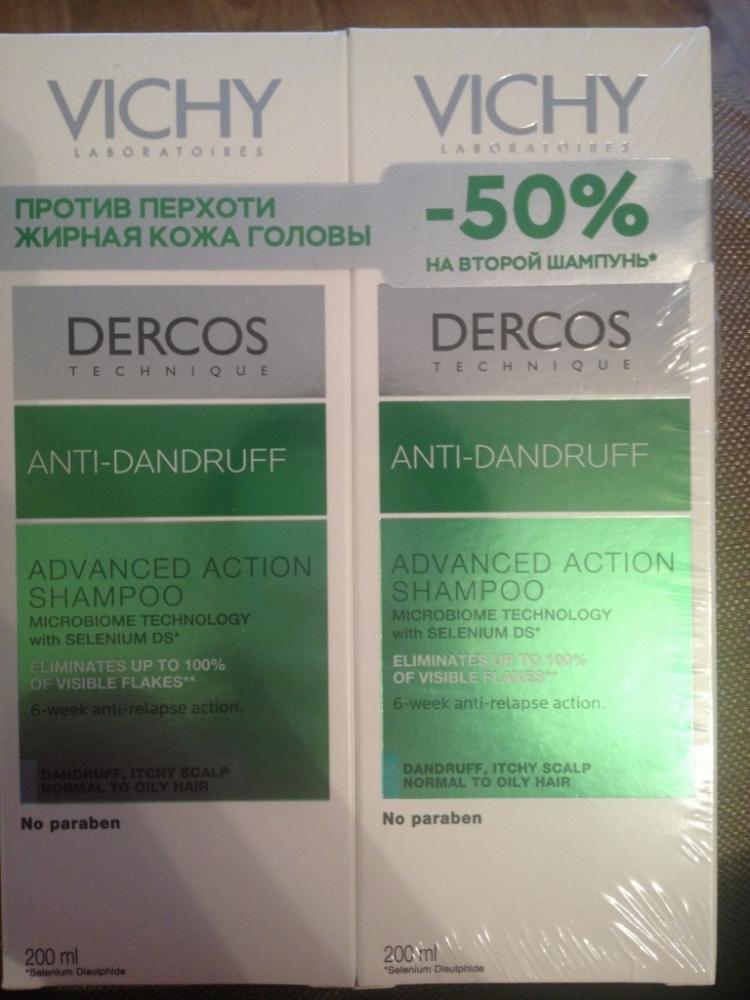 VICHY
LABORATOIRES
ПРОТИВ ПЕРХОТИ
ЖИРНАЯ КОЖА ГОЛОВЫ
DERCOS
TECHNIQUE
ANTI-DANDRUFF
ADVANCED ACTION
SHAMPOO
MICROBIOME TECHNOLOGY
with SELENIUM DS*
ELIMINATES UP TO 100%
OF VISIBLE FLAKES**
6-week anti-relapse action.
DANDRUFF, ITCHY SCALP
NORMAL TO OILY HAIR
No paraben
200 ml
*Selenium Disulphide
VICHY
LABORATOIRES
-50%
НА ВТОРОЙ ШАМПУНЬ*
DERCOS
TECHNIQUE
ANTI-DANDRUFF
ADVANCED ACTION
SHAMPOO
MICROBIOME TECHNOLOGY
with SELENIUM DS*
ELIMINATES UP TO 100%
OF VISIBLE FLAKES**
6-week anti-relapse action.
DANDRUFF, ITCHY SCALP
NORMAL TO OILY HAIR
No paraben
200 ml
*Selenium Disulphide